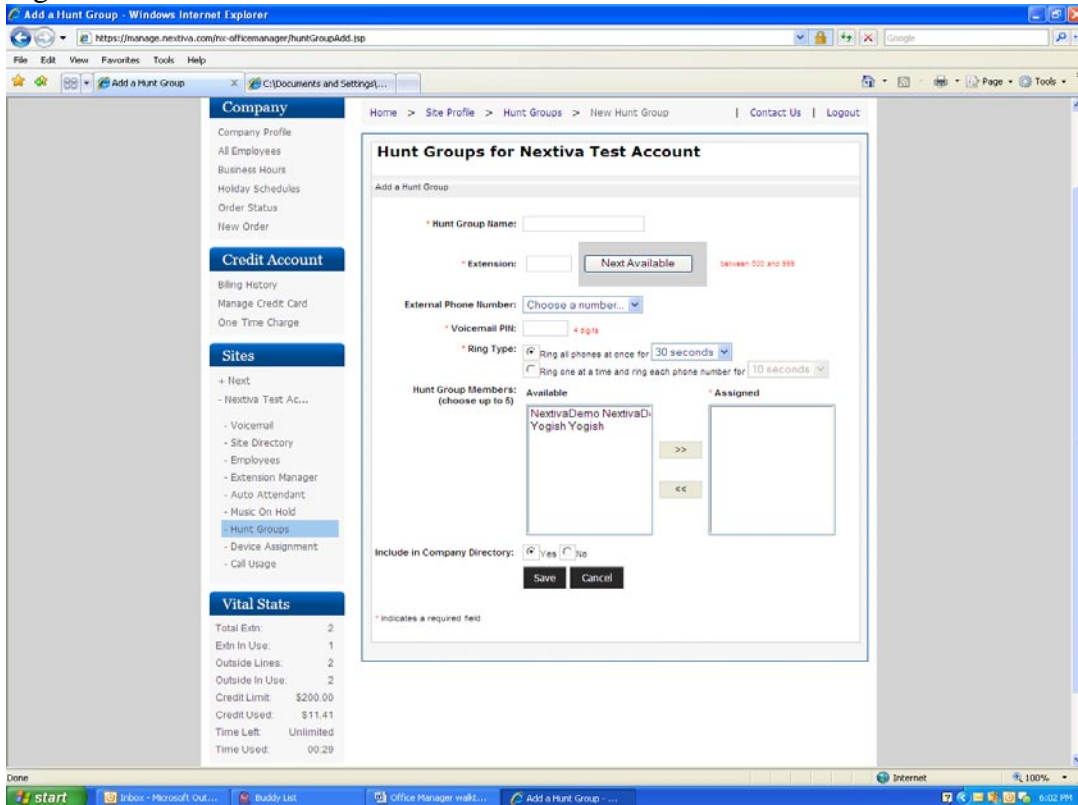 Add a Hunt Group - Windows Internet Explorer
https://manage.nextiva.com/nx-officemanager/huntGroupAdd.jsp
Google
File Edit View Favorites Tools Help
Add a Hunt Group
C:\Documents and Settings\,...
Page
Tools
Company
Company Profile
All Employees
Business Hours
Holiday Schedules
Order Status
New Order
Credit Account
Billing History
Manage Credit Card
One Time Charge
Sites
+ Next
- Nextiva Test Ac...
- Voicemail
- Site Directory
- Employees
- Extension Manager
- Auto Attendant
- Music On Hold
- Hunt Groups
- Device Assignment
- Call Usage
Vital Stats
Total Extn: 2
Extn In Use: 1
Outside Lines: 2
Outside In Use: 2
Credit Limit: $200.00
Credit Used: $11.41
Time Left: Unlimited
Time Used: 00:29
Home > Site Profile > Hunt Groups > New Hunt Group | Contact Us | Logout
Hunt Groups for Nextiva Test Account
Add a Hunt Group
* Hunt Group Name:
* Extension: Next Available between 500 and 999
External Phone Number: Choose a number...
* Voicemail PIN: 4 digits
* Ring Type: Ring all phones at once for 30 seconds
Ring one at a time and ring each phone number for 10 seconds
Hunt Group Members: Available * Assigned
(choose up to 5)
NextivaDemo NextivaD
Yogish Yogish
>>
<<
Include in Company Directory: Yes No
Save Cancel
* Indicates a required field
Done
Internet
100%
start
Inbox - Microsoft Out...
Buddy List
Office Manager walkt...
Add a Hunt Group - ...
6:02 PM